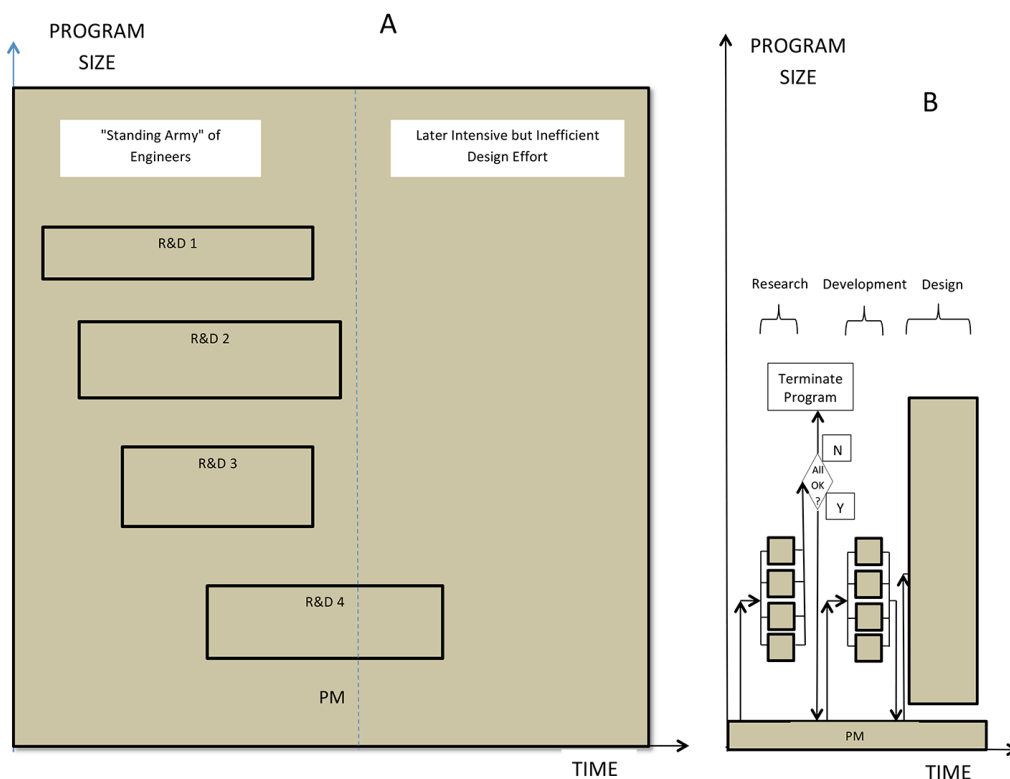 PROGRAM
SIZE
A
"Standing Army" of
Engineers
Later Intensive but Inefficient
Design Effort
R&D 1
R&D 2
R&D 3
R&D 4
PM
TIME
PROGRAM
SIZE
B
Research
Development
Design
Terminate
Program
N
All
OK
?
Y
PM
TIME